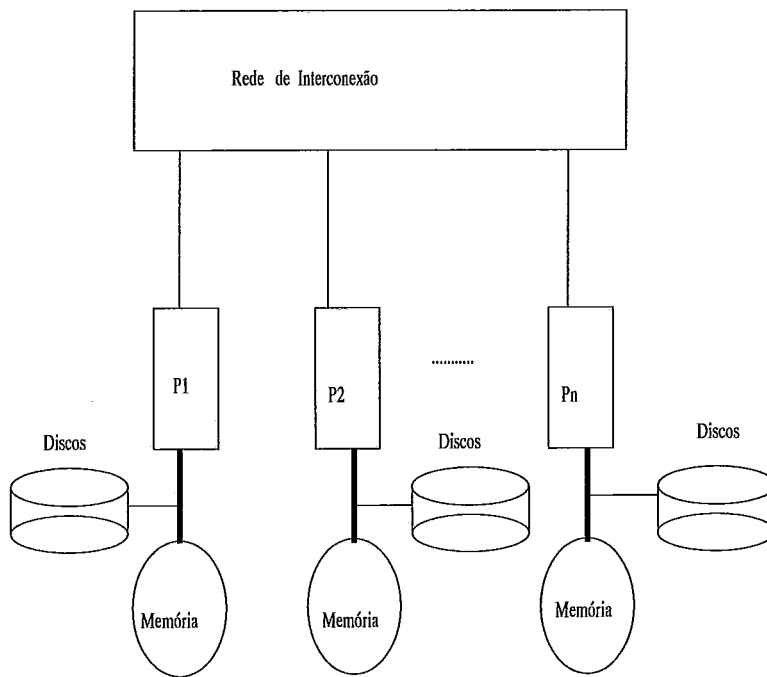 Rede de Interconexão
P1
P2
...........
Pn
Discos
Discos
Discos
Memória
Memória
Memória